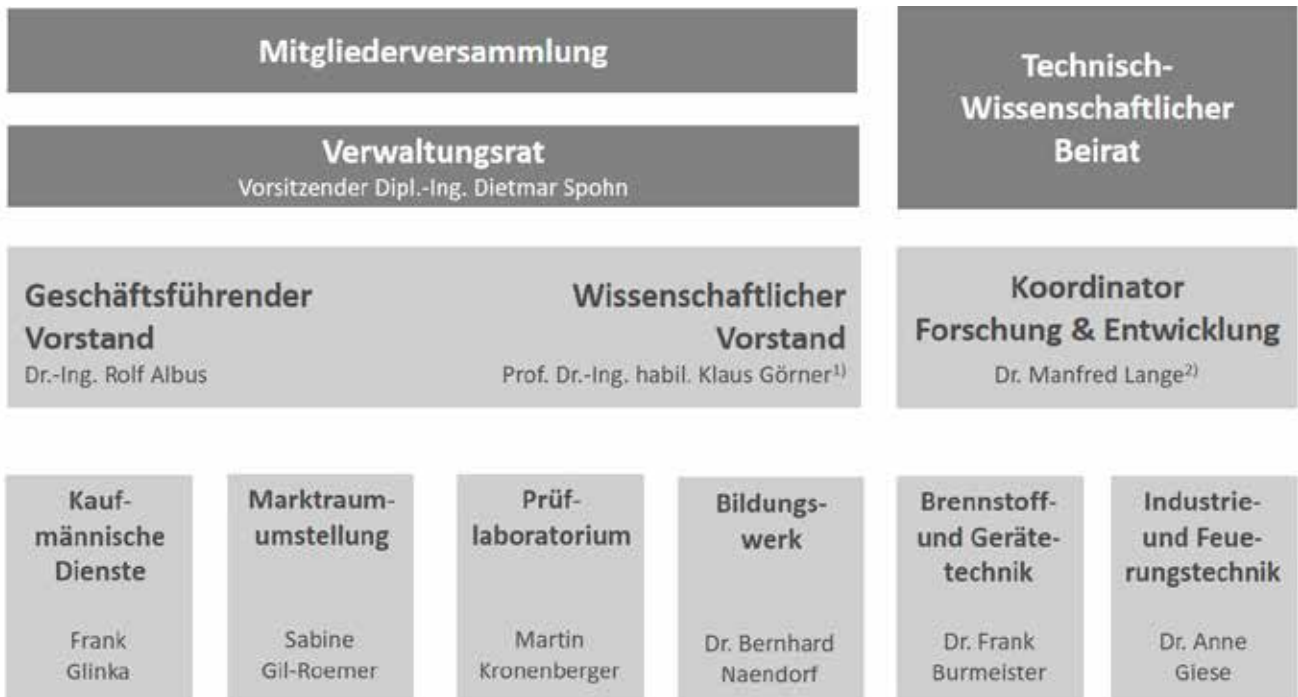 Mitgliederversammlung
Verwaltungsrat
Vorsitzender Dipl.-Ing. Dietmar Spohn
Technisch-
Wissenschaftlicher
Beirat
Geschäftsführender
Vorstand
Dr.-Ing. Rolf Albus
Wissenschaftlicher
Vorstand
Prof. Dr.-Ing. habil. Klaus Görner¹⁾
Koordinator
Forschung & Entwicklung
Dr. Manfred Lange²⁾
Kauf-
männische
Dienste
Frank
Glinka
Marktraum-
umstellung
Sabine
Gil-Roemer
Prüf-
laboratorium
Martin
Kronenberger
Bildungs-
werk
Dr. Bernhard
Naendorf
Brennstoff-
und Geräte-
technik
Dr. Frank
Burmeister
Industrie-
und Feue-
rungstechnik
Dr. Anne
Giese